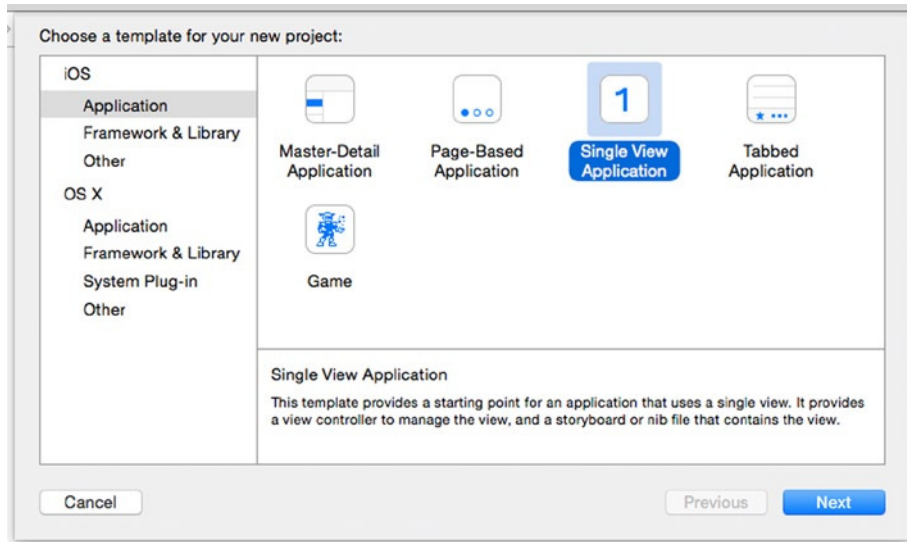 Choose a template for your new project:
iOS
Application
Framework & Library
Other
OS X
Application
Framework & Library
System Plug-in
Other
Master-Detail
Application
Page-Based
Application
1
Single View
Application
Tabbed
Application
Game
Single View Application
This template provides a starting point for an application that uses a single view. It provides
a view controller to manage the view, and a storyboard or nib file that contains the view.
Cancel
Previous
Next